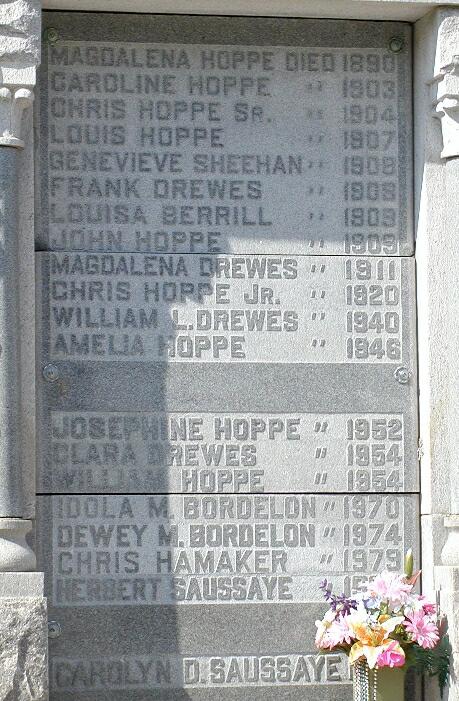 MAGDALENA HOPPE DIED 1890
CAROLINE HOPPE " 1903
CHRIS HOPPE SR. " 1904
LOUIS HOPPE " 1907
GENEVIEVE SHEEHAN " 1908
FRANK DREWES " 1909
LOUISA BERRILL " 1909
JOHN HOPPE " 1909
MAGDALENA DREWES " 1911
CHRIS HOPPE JR. " 1920
WILLIAM L. DREWES " 1940
AMELIA HOPPE " 1946
JOSEPHINE HOPPE " 1952
CLARA DREWES " 1954
WILLIAM HOPPE " 1954
IDOLA M. BORDELON " 1970
DEWEY M. BORDELON " 1974
CHRIS HAMAKER " 1979
HERBERT SAUSSAYE "
CAROLYN D. SAUSSAYE